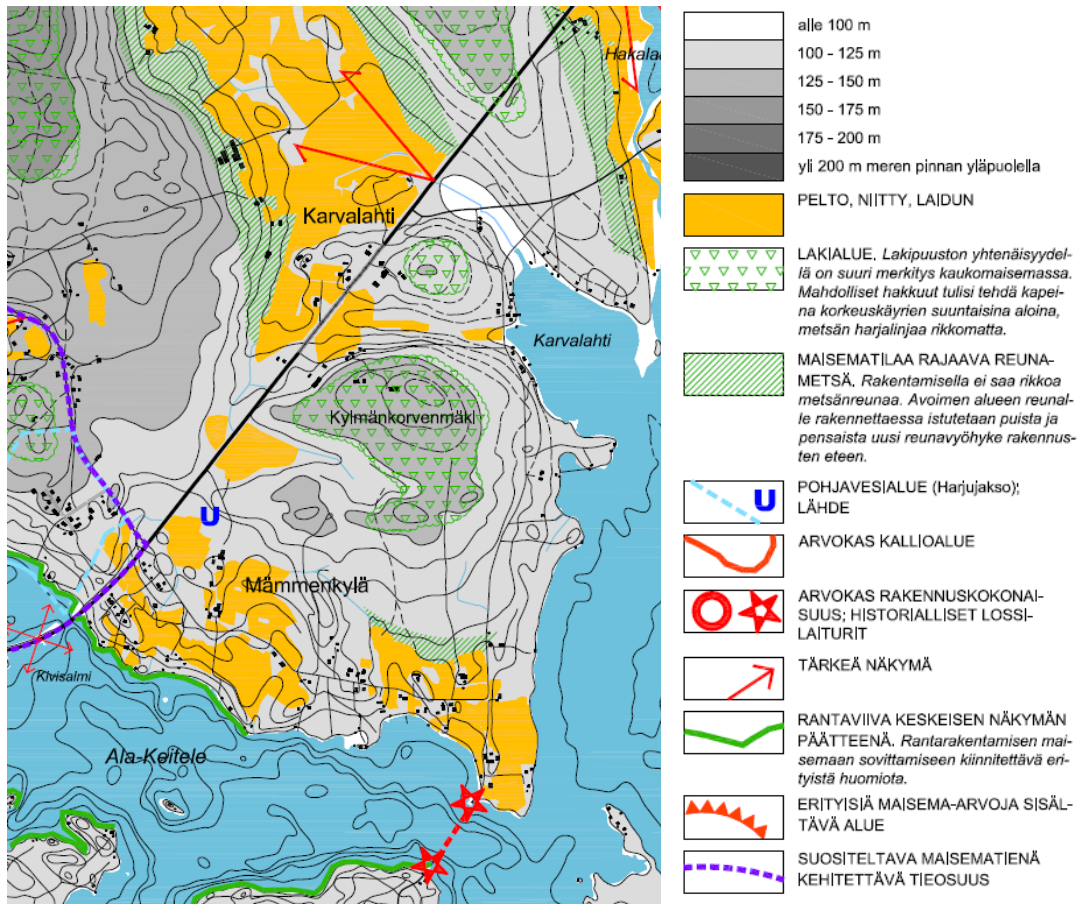 Hakala
Karvalahti
Karvalahti
Kylmänkorvenmäki
U
Mämmenkylä
Kivisalmi
Ala-Keitele
alle 100 m
100 - 125 m
125 - 150 m
150 - 175 m
175 - 200 m
yli 200 m meren pinnan yläpuolella
PELTO, NIITTY, LAIDUN
LAKIALUE. Lakipuuston yhtenäisyydel-
lä on suuri merkitys kaukomaisemassa.
Mahdolliset hakkuut tulisi tehdä kapei-
na korkeuskäyrien suuntaisina aloina,
metsän harjalinjaa rikkomatta.
MAISEMATILAA RAJAAVA REUNA-
METSÄ. Rakentamisella ei saa rikkoa
metsänreunaa. Avoimen alueen reunal-
le rakennettaessa istutetaan puista ja
pensaista uusi reunavyöhyke rakennus-
ten eteen.
U
POHJAVESIALUE (Harjujakso);
LÄHDE
ARVOKAS KALLIOALUE
ARVOKAS RAKENNUSKOKONAI-
SUUS; HISTORIALLISET LOSSI-
LAITURIT
TÄRKEÄ NÄKYMÄ
RANTAVIIVA KESKEISEN NÄKYMÄN
PÄÄTTEENÄ. Rantarakentamisen mai-
semaan sovittamiseen kiinnitettävä eri-
tyistä huomiota.
ERITYISIÄ MAISEMA-ARVOJA SISÄL-
TÄVÄ ALUE
SUOSITELTAVA MAISEMATIENÄ
KEHITETTÄVÄ TIEOSUUS